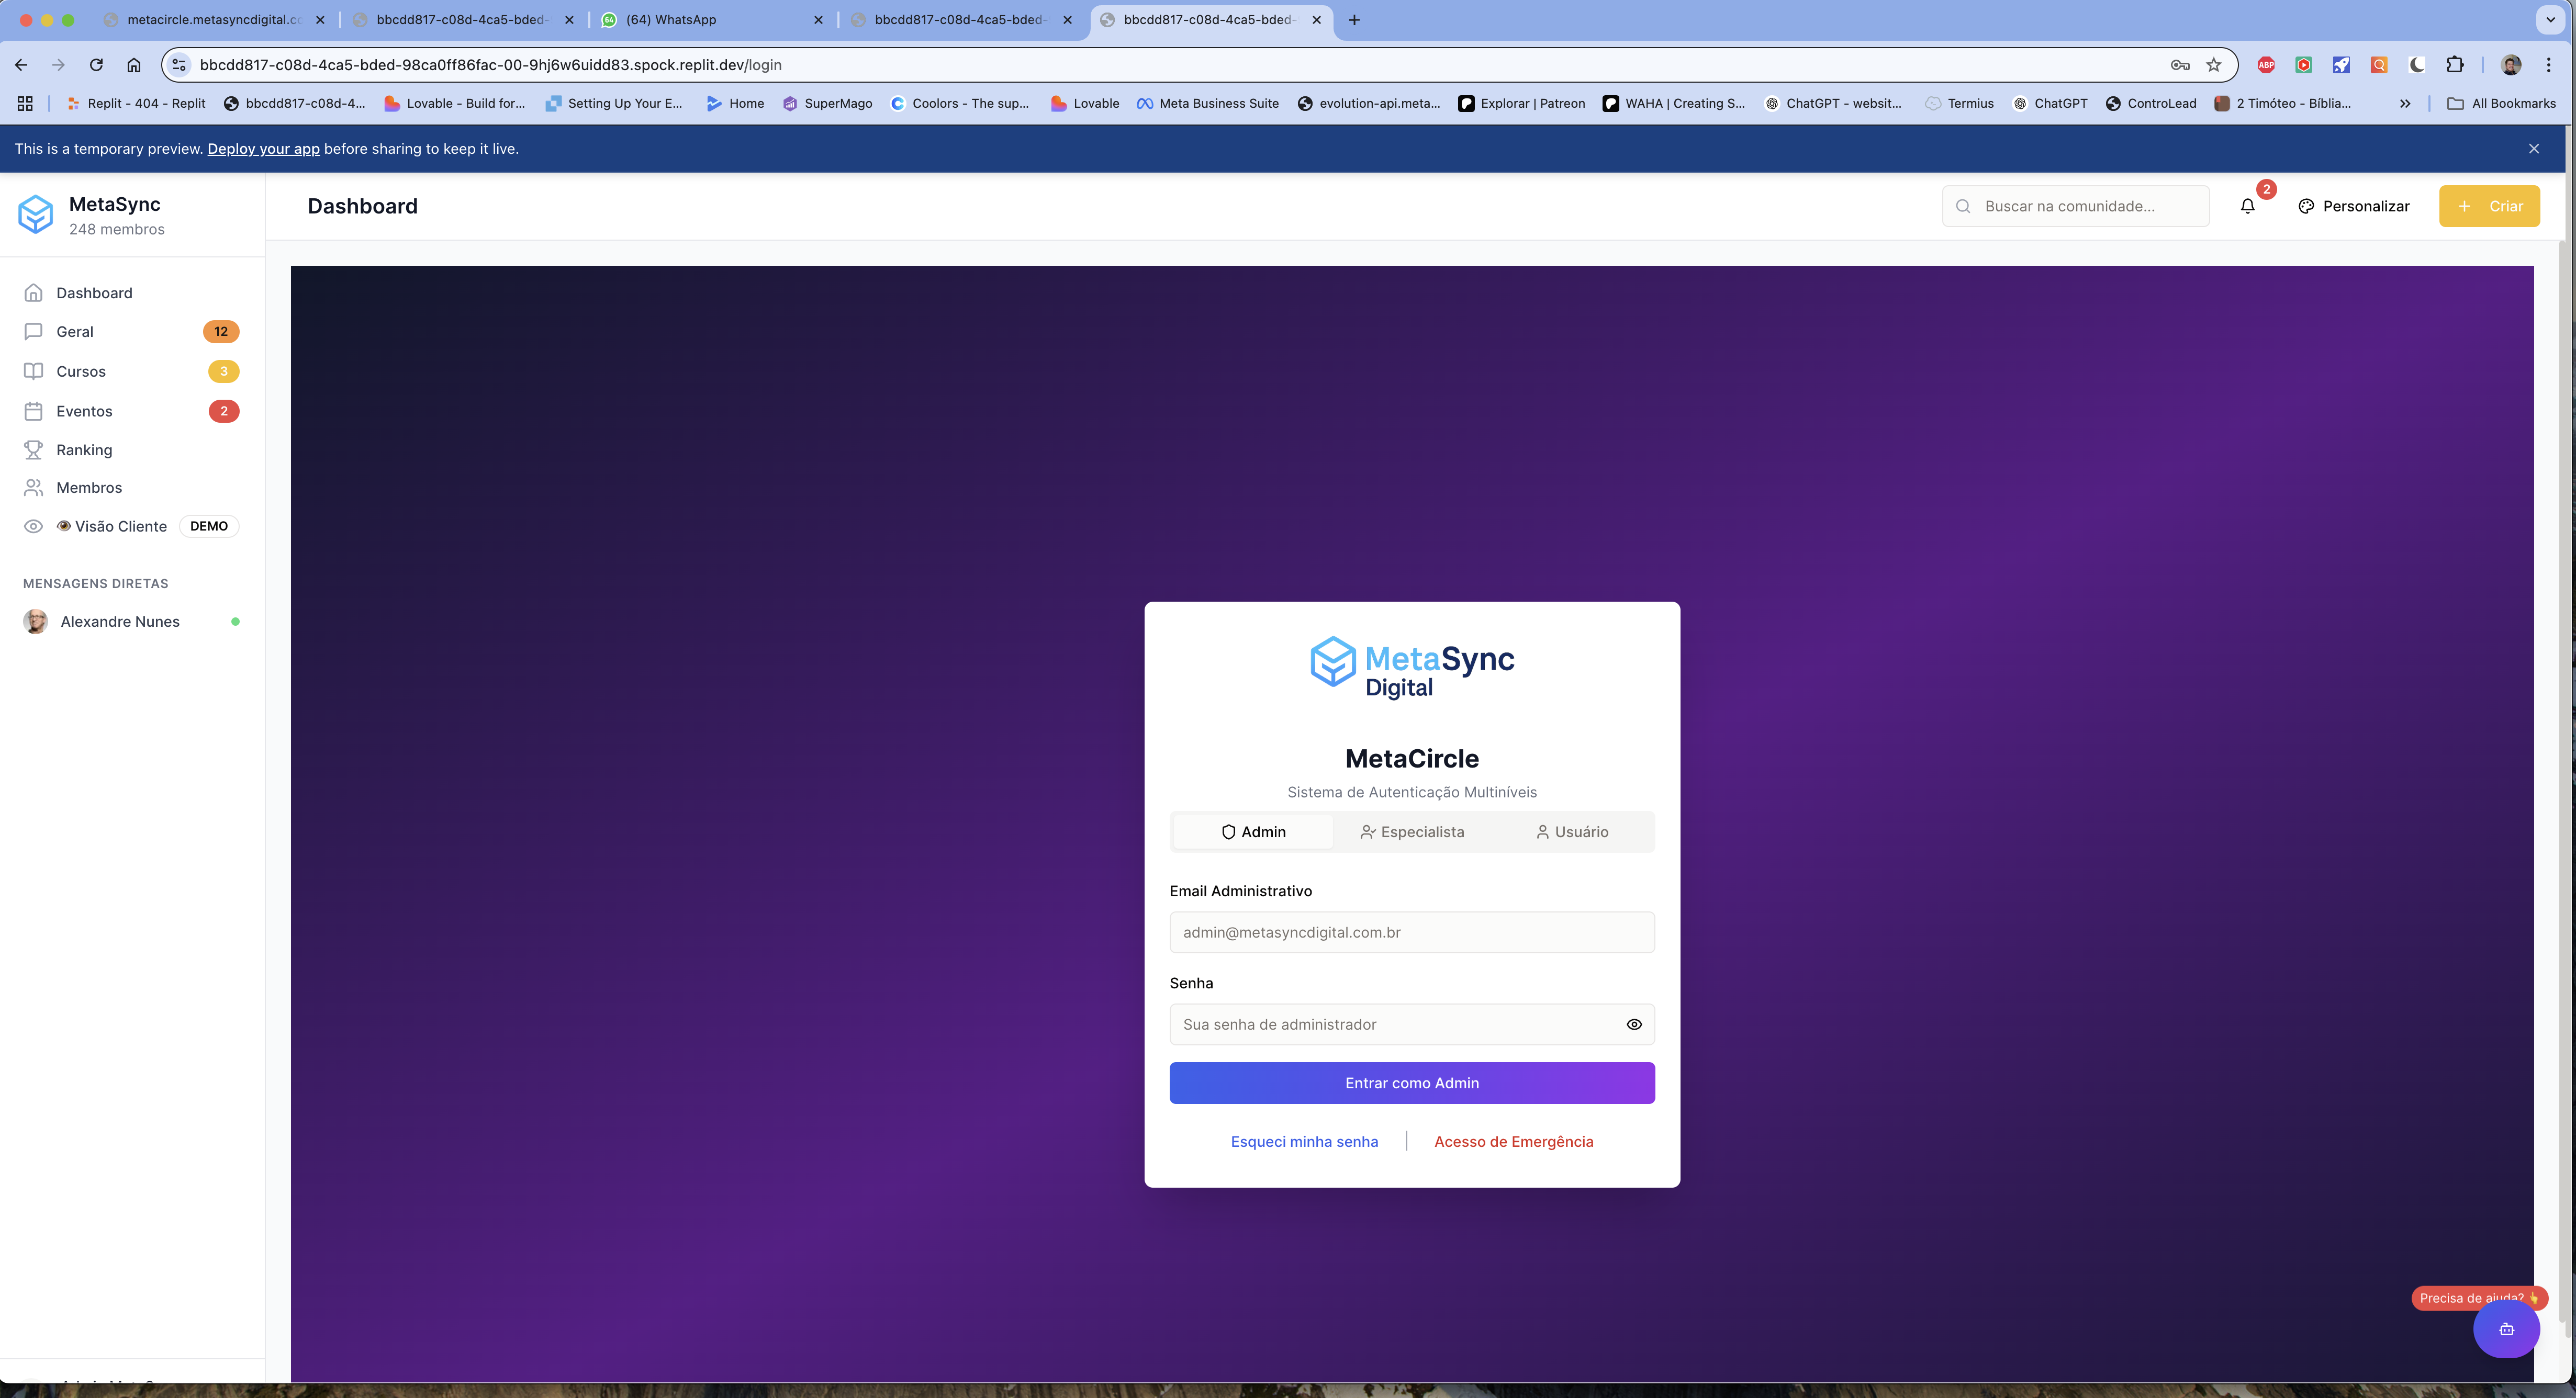 metacircle.metasyncdigital.co
bbcdd817-c08d-4ca5-bded-
(64) WhatsApp
bbcdd817-c08d-4ca5-bded-
bbcdd817-c08d-4ca5-bded-
bbcdd817-c08d-4ca5-bded-98ca0ff86fac-00-9hj6w6uidd83.spock.replit.dev/login
ABP
Replit - 404 - Replit
bbcdd817-c08d-4...
Lovable - Build for...
Setting Up Your E...
Home
SuperMago
Coolors - The sup...
Lovable
Meta Business Suite
evolution-api.meta...
Explorar | Patreon
WAHA | Creating S...
ChatGPT - websit...
Termius
ChatGPT
ControLead
2 Timóteo - Bíblia...
All Bookmarks
This is a temporary preview. Deploy your app before sharing to keep it live.
MetaSync
248 membros
Dashboard
Buscar na comunidade...
2
Personalizar
+ Criar
Dashboard
Geral 12
Cursos 3
Eventos 2
Ranking
Membros
Visão Cliente DEMO
MENSAGENS DIRETAS
Alexandre Nunes
MetaSync
Digital
MetaCircle
Sistema de Autenticação Multiníveis
Admin
Especialista
Usuário
Email Administrativo
admin@metasyncdigital.com.br
Senha
Sua senha de administrador
Entrar como Admin
Esqueci minha senha
Acesso de Emergência
Precisa de ajuda?